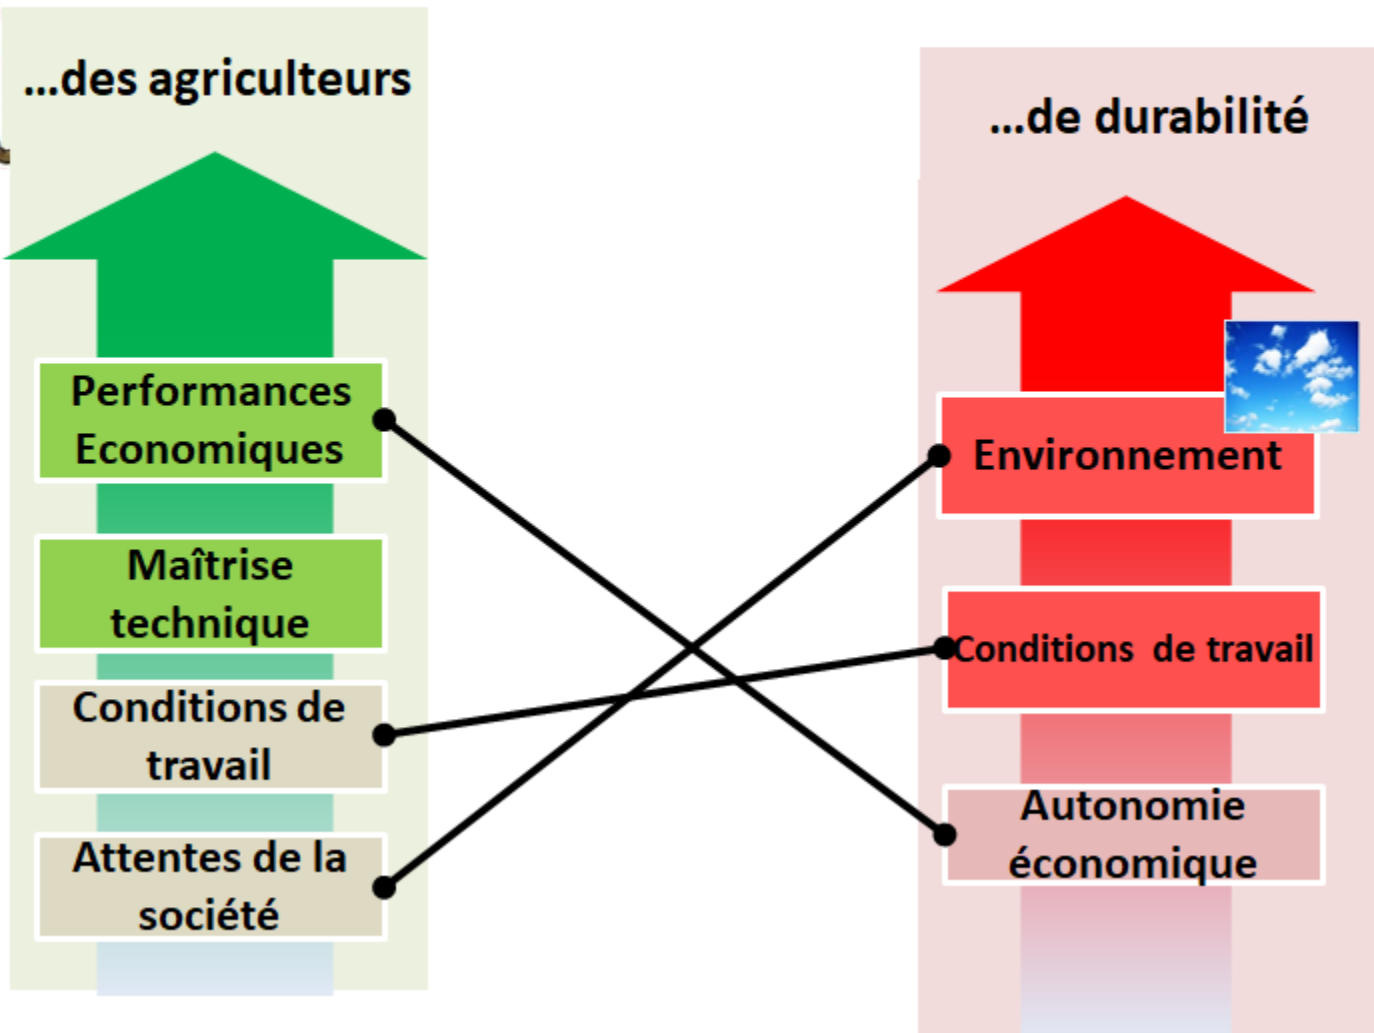 ...des agriculteurs
Performances
Economiques
Maîtrise
technique
Conditions de
travail
Attentes de la
société
...de durabilité
Environnement
Conditions de travail
Autonomie
économique